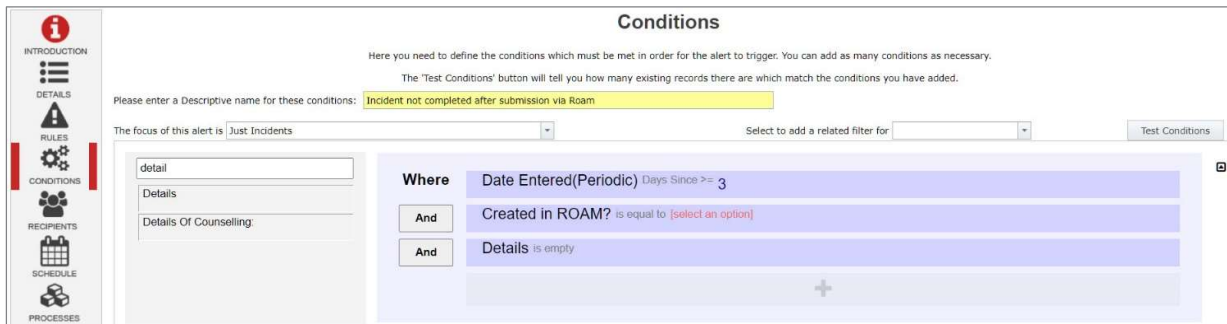 Conditions
Here you need to define the conditions which must be met in order for the alert to trigger. You can add as many conditions as necessary.
The 'Test Conditions' button will tell you how many existing records there are which match the conditions you have added.
Please enter a Descriptive name for these conditions: Incident not completed after submission via Roam
The focus of this alert is Just Incidents Select to add a related filter for Test Conditions
INTRODUCTION
DETAILS
RULES
CONDITIONS
RECIPIENTS
SCHEDULE
PROCESSES
detail
Details
Details Of Counselling:
Where Date Entered(Periodic) Days Since >= 3
And Created in ROAM? is equal to [select an option]
And Details is empty